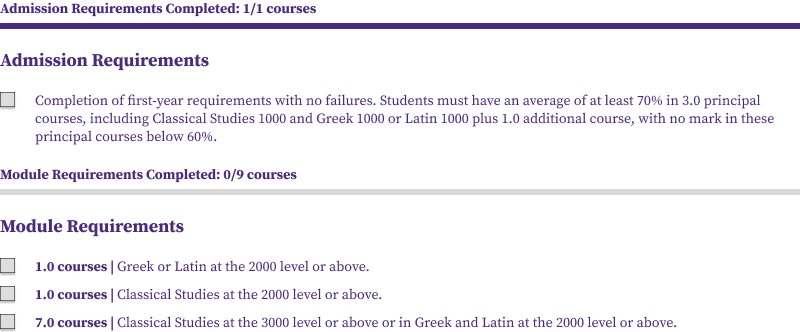 Admission Requirements Completed: 1/1 courses
Admission Requirements
Completion of first-year requirements with no failures. Students must have an average of at least 70% in 3.0 principal
courses, including Classical Studies 1000 and Greek 1000 or Latin 1000 plus 1.0 additional course, with no mark in these
principal courses below 60%.
Module Requirements Completed: 0/9 courses
Module Requirements
1.0 courses | Greek or Latin at the 2000 level or above.
1.0 courses | Classical Studies at the 2000 level or above.
7.0 courses | Classical Studies at the 3000 level or above or in Greek and Latin at the 2000 level or above.